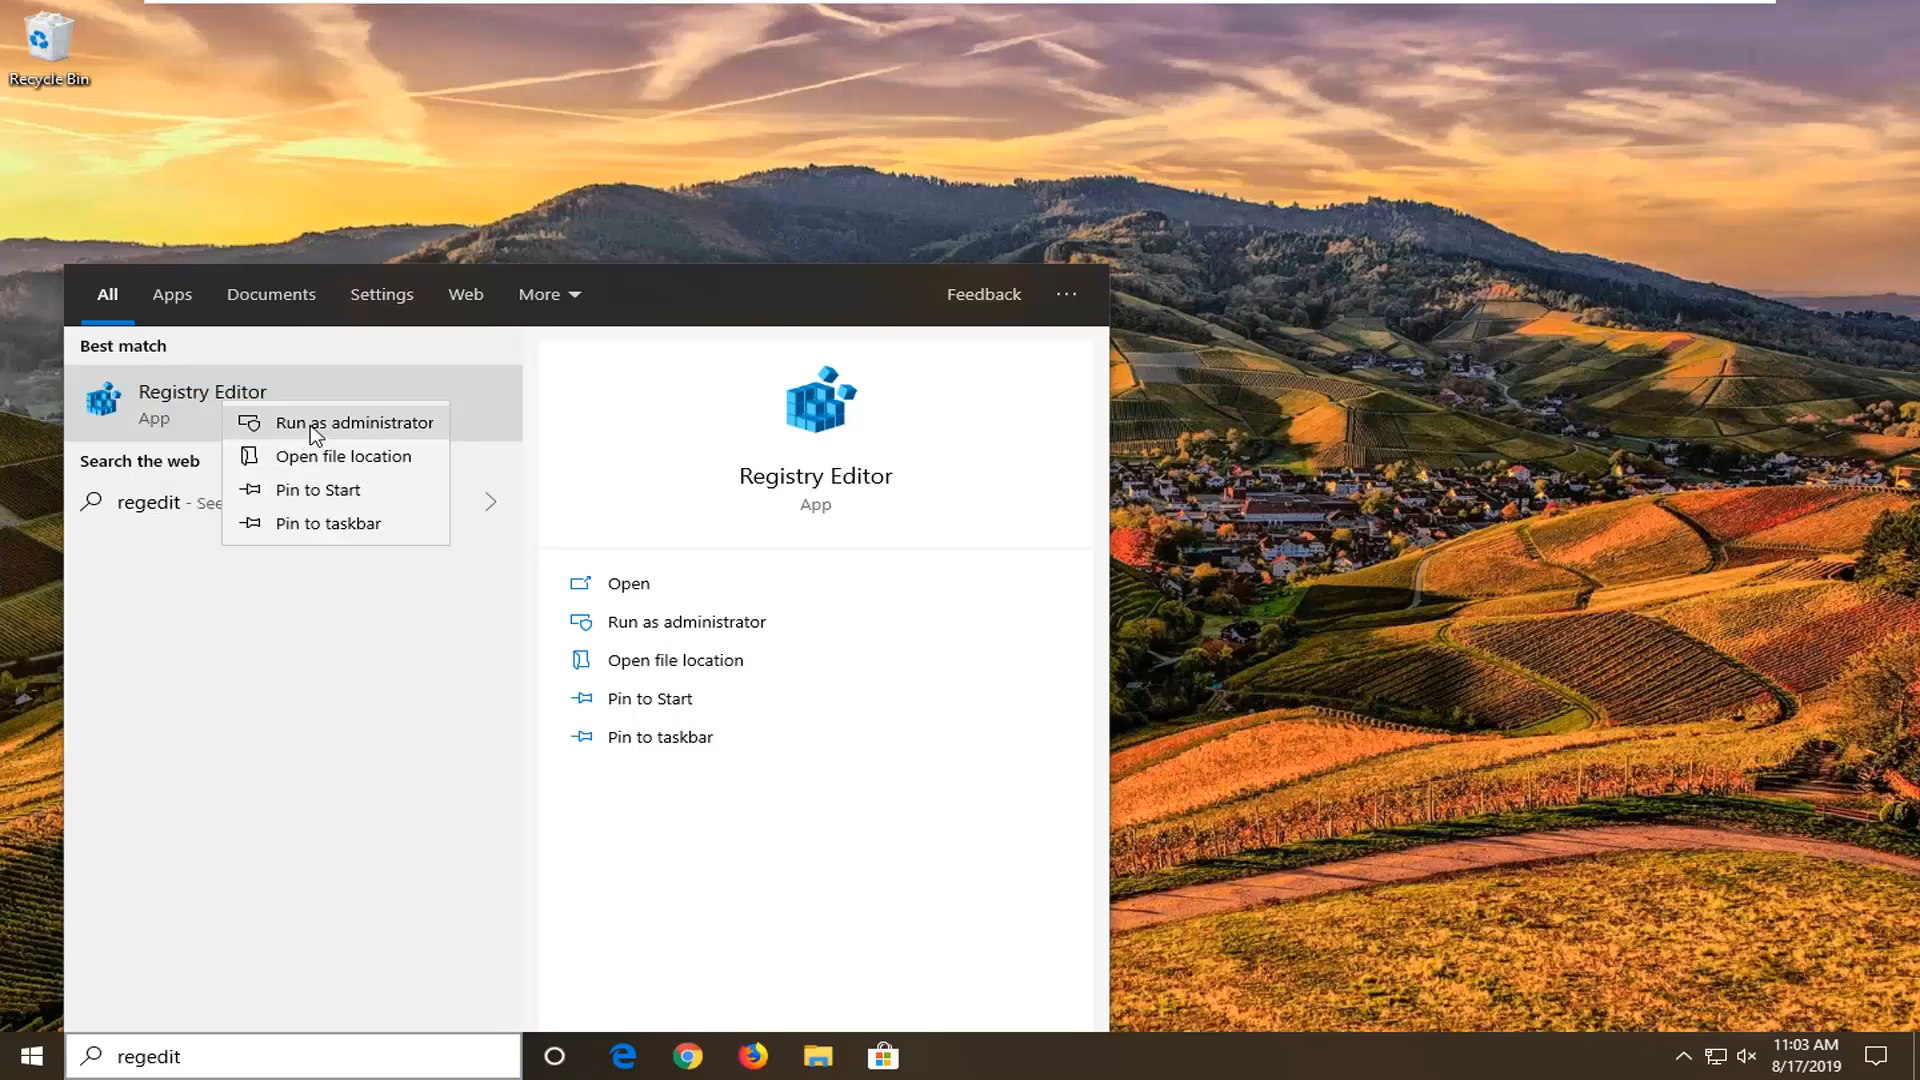 Recycle Bin
All Apps Documents Settings Web More Feedback ...
Best match
Registry Editor
App
Run as administrator
Open file location
Pin to Start
Pin to taskbar
Search the web
regedit - See
Registry Editor
App
Open
Run as administrator
Open file location
Pin to Start
Pin to taskbar
regedit
11:03 AM
8/17/2019